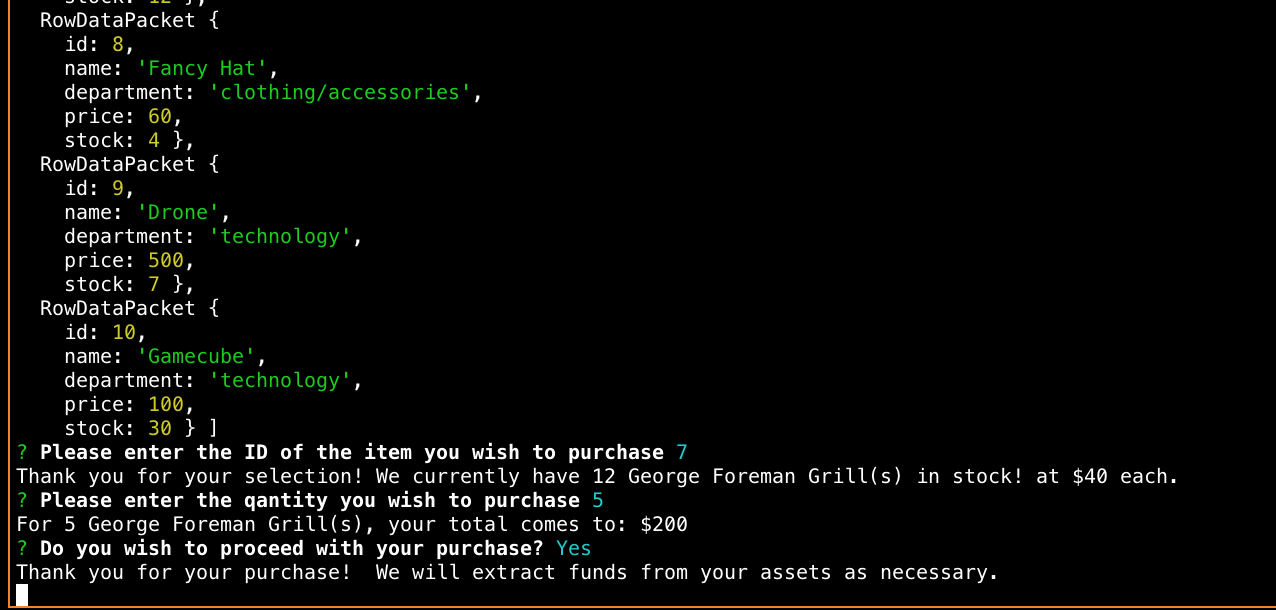 stock: 12 },
RowDataPacket {
id: 8,
name: 'Fancy Hat',
department: 'clothing/accessories',
price: 60,
stock: 4 },
RowDataPacket {
id: 9,
name: 'Drone',
department: 'technology',
price: 500,
stock: 7 },
RowDataPacket {
id: 10,
name: 'Gamecube',
department: 'technology',
price: 100,
stock: 30 } ]
? Please enter the ID of the item you wish to purchase 7
Thank you for your selection! We currently have 12 George Foreman Grill(s) in stock! at $40 each.
? Please enter the qantity you wish to purchase 5
For 5 George Foreman Grill(s), your total comes to: $200
? Do you wish to proceed with your purchase? Yes
Thank you for your purchase!  We will extract funds from your assets as necessary.